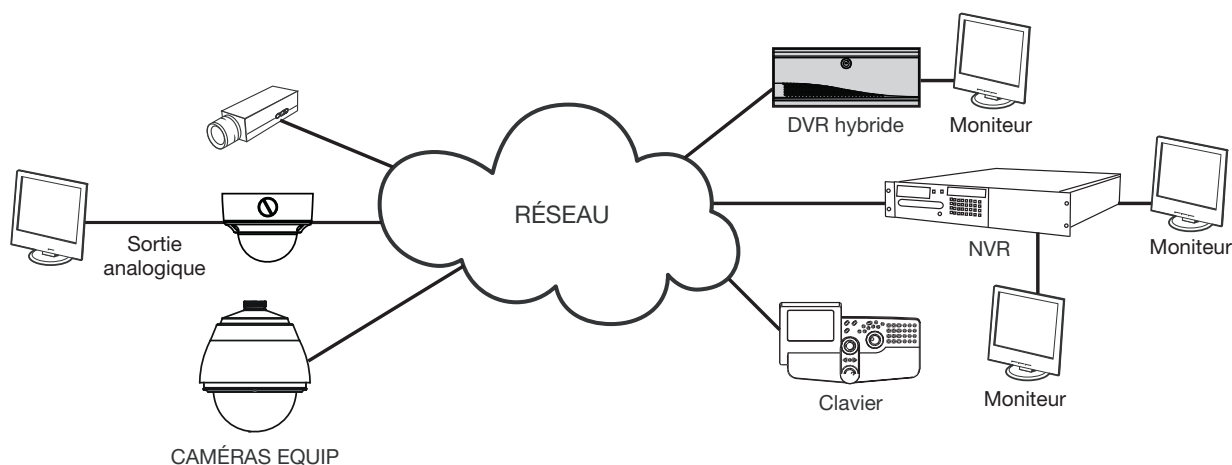 DVR hybride
Moniteur
RÉSEAU
Sortie
analogique
NVR
Moniteur
Clavier
Moniteur
CAMÉRAS EQUIP